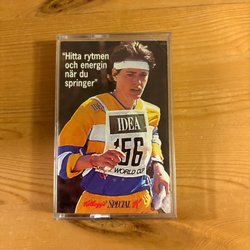 "Hitta rytmen
och energin
när du
springer"
IDEA
156
WORLD CUP
Kellogg's SPECIAL K